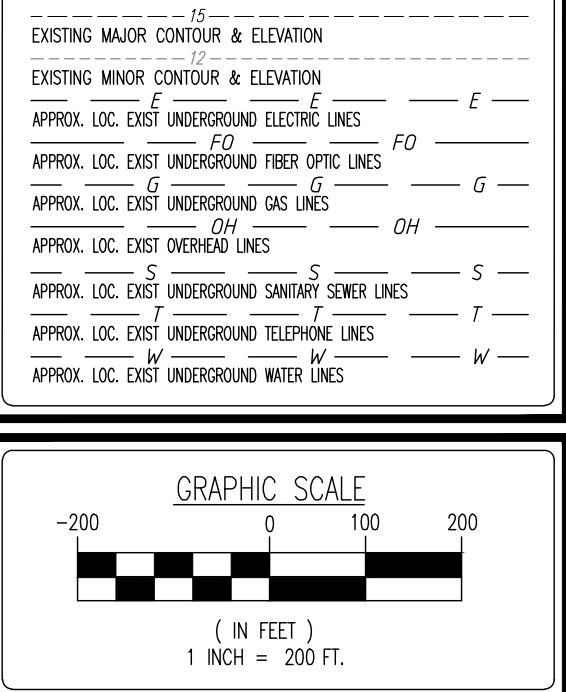 15
EXISTING MAJOR CONTOUR & ELEVATION
12
EXISTING MINOR CONTOUR & ELEVATION
E E E
APPROX. LOC. EXIST UNDERGROUND ELECTRIC LINES
FO FO
APPROX. LOC. EXIST UNDERGROUND FIBER OPTIC LINES
G G G
APPROX. LOC. EXIST UNDERGROUND GAS LINES
OH OH
APPROX. LOC. EXIST OVERHEAD LINES
S S S
APPROX. LOC. EXIST UNDERGROUND SANITARY SEWER LINES
T T T
APPROX. LOC. EXIST UNDERGROUND TELEPHONE LINES
W W W
APPROX. LOC. EXIST UNDERGROUND WATER LINES
GRAPHIC SCALE
-200 0 100 200
( IN FEET )
1 INCH = 200 FT.